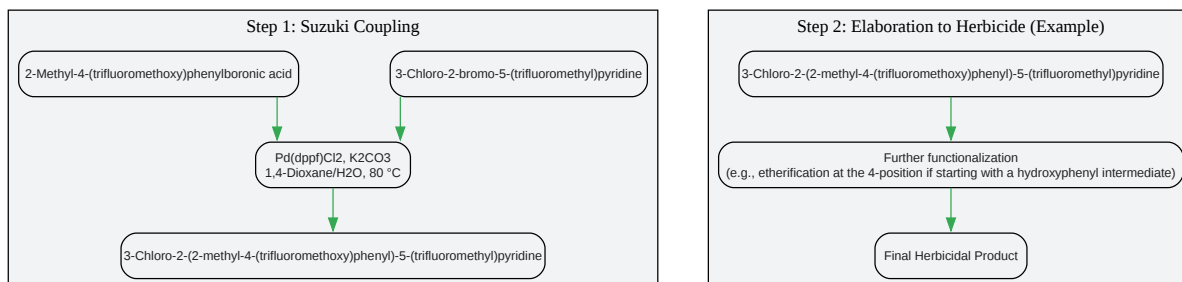 Step 1: Suzuki Coupling
2-Methyl-4-(trifluoromethoxy)phenylboronic acid
3-Chloro-2-bromo-5-(trifluoromethyl)pyridine
Pd(dppf)Cl2, K2CO3
1,4-Dioxane/H2O, 80 °C
3-Chloro-2-(2-methyl-4-(trifluoromethoxy)phenyl)-5-(trifluoromethyl)pyridine
Step 2: Elaboration to Herbicide (Example)
3-Chloro-2-(2-methyl-4-(trifluoromethoxy)phenyl)-5-(trifluoromethyl)pyridine
Further functionalization
(e.g., etherification at the 4-position if starting with a hydroxyphenyl intermediate)
Final Herbicidal Product